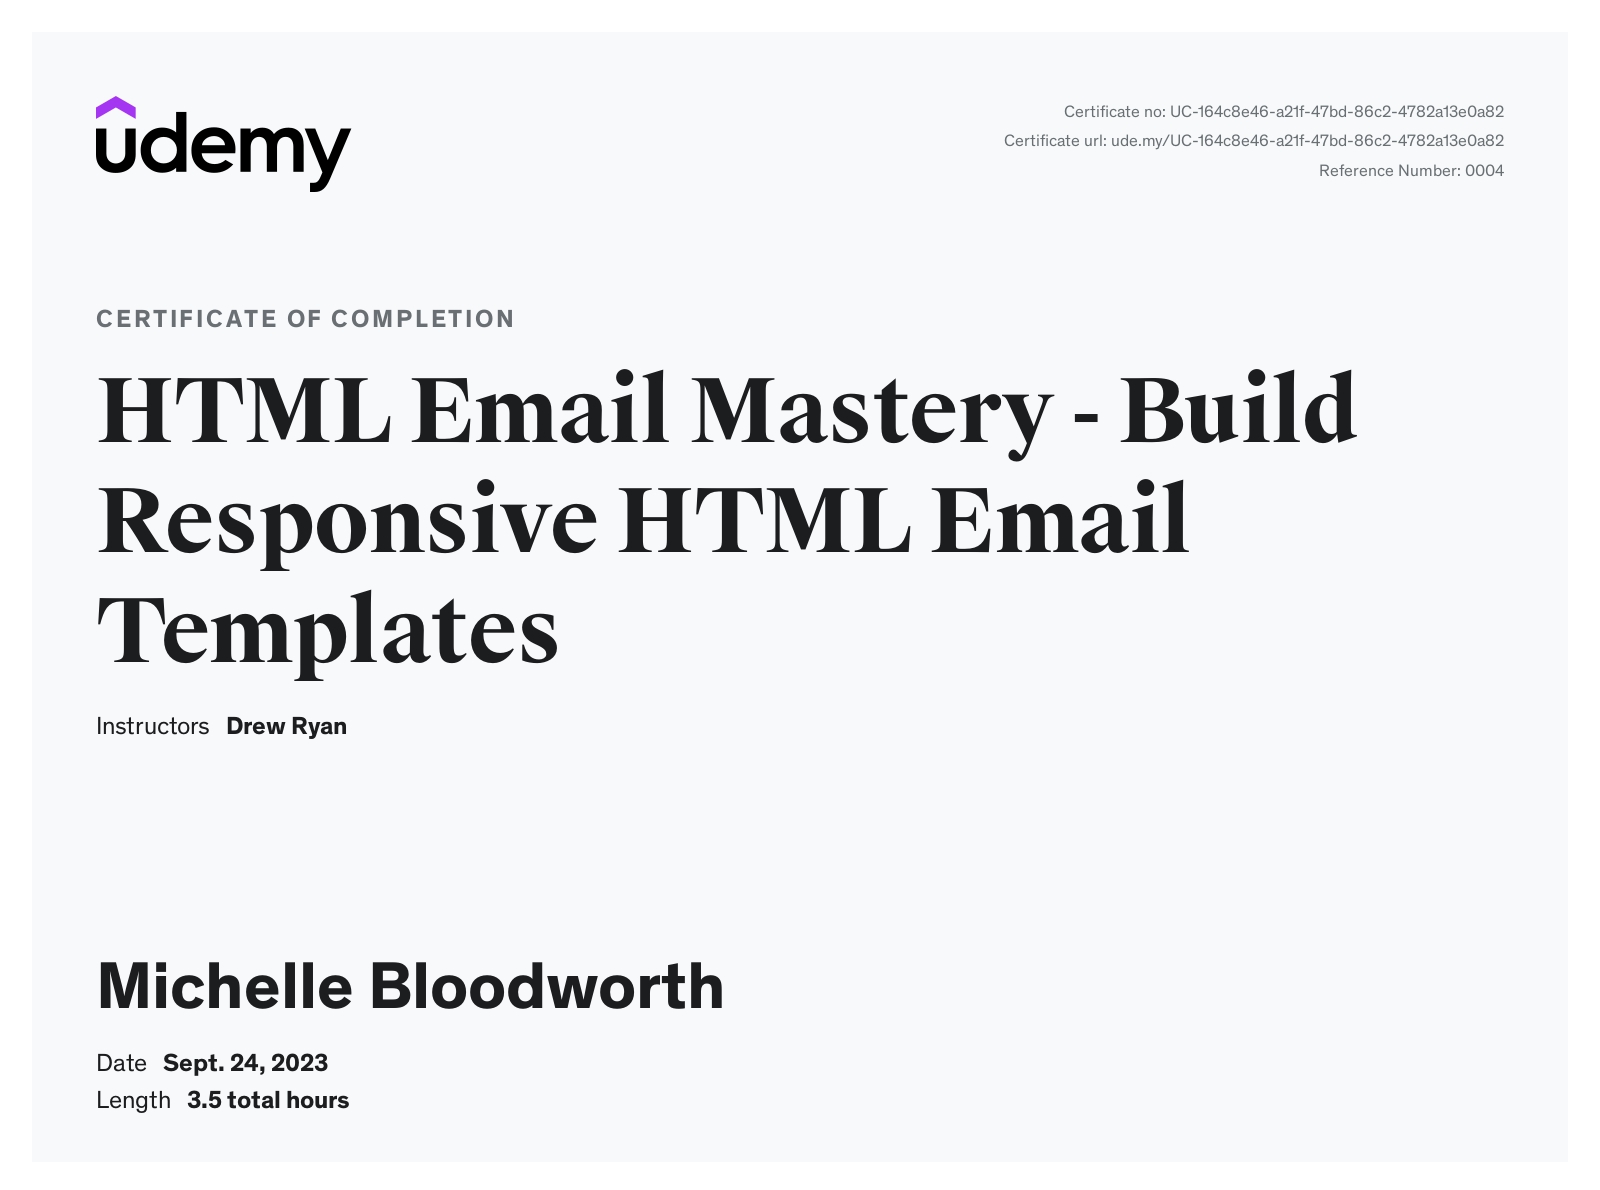 udemy
Certificate no: UC-164c8e46-a21f-47bd-86c2-4782a13e0a82
Certificate url: ude.my/UC-164c8e46-a21f-47bd-86c2-4782a13e0a82
Reference Number: 0004
CERTIFICATE OF COMPLETION
HTML Email Mastery - Build
Responsive HTML Email
Templates
Instructors Drew Ryan
Michelle Bloodworth
Date Sept. 24, 2023
Length 3.5 total hours